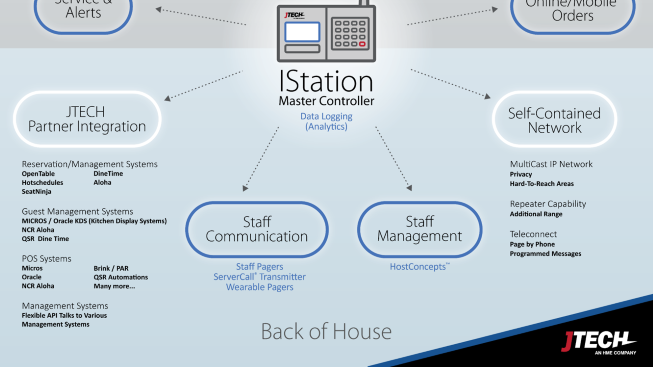 Service &
Alerts
Online/Mobile
Orders
JTECH
IStation
Master Controller
Data Logging
(Analytics)
JTECH
Partner Integration
Self-Contained
Network
Reservation/Management Systems
OpenTable DineTime
Hotschedules Aloha
SeatNinja
Guest Management Systems
MICROS / Oracle KDS (Kitchen Display Systems)
NCR Aloha
QSR Dine Time
POS Systems
Micros Brink / PAR
Oracle QSR Automations
NCR Aloha Many more...
Management Systems
Flexible API Talks to Various
Management Systems
Staff
Communication
Staff Pagers
ServerCall® Transmitter
Wearable Pagers
Staff
Management
HostConcepts™
MultiCast IP Network
Privacy
Hard-To-Reach Areas
Repeater Capability
Additional Range
Teleconnect
Page by Phone
Programmed Messages
Back of House
JTECH
AN HME COMPANY